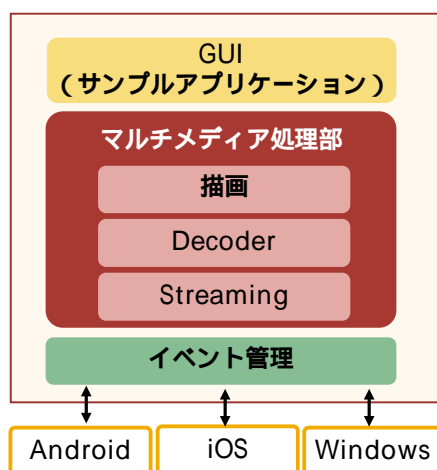 GUI
(サンプルアプリケーション)
マルチメディア処理部
描画
Decoder
Streaming
イベント管理
Android
iOS
Windows